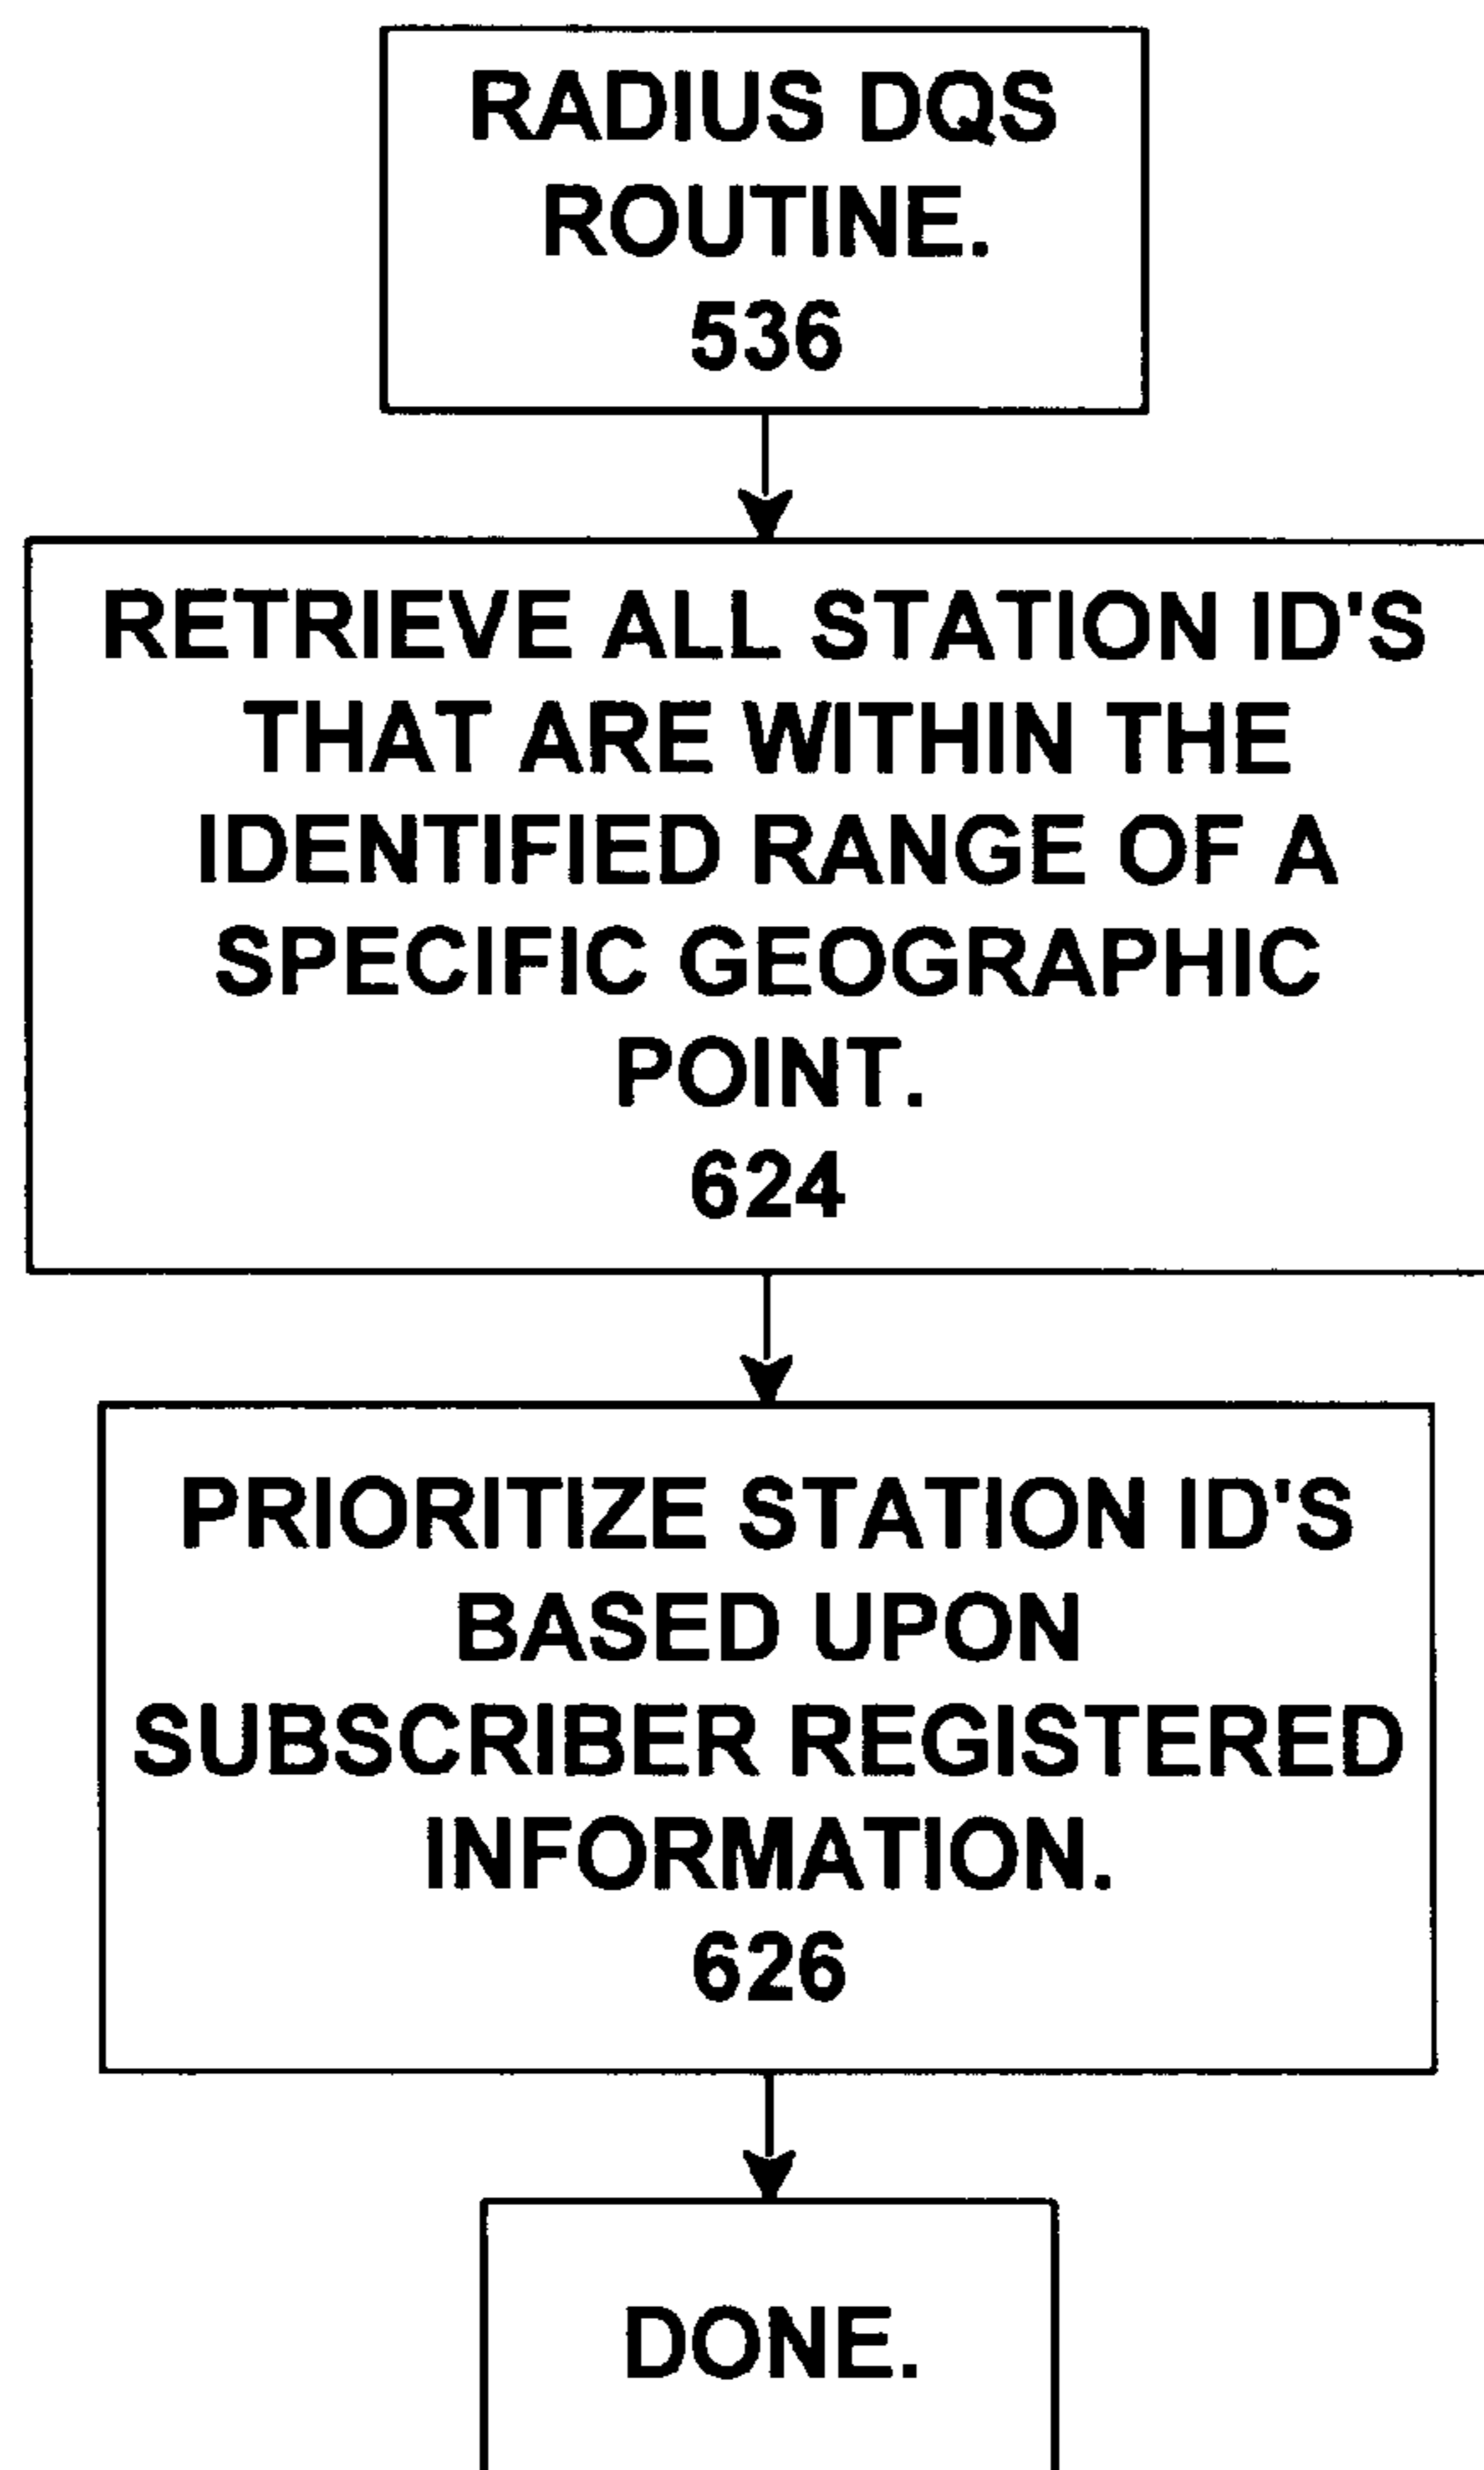 RADIUS DQS
ROUTINE.
536
RETRIEVE ALL STATION ID'S
THAT ARE WITHIN THE
IDENTIFIED RANGE OF A
SPECIFIC GEOGRAPHIC
POINT.
624
PRIORITIZE STATION ID'S
BASED UPON
SUBSCRIBER REGISTERED
INFORMATION.
626
DONE.